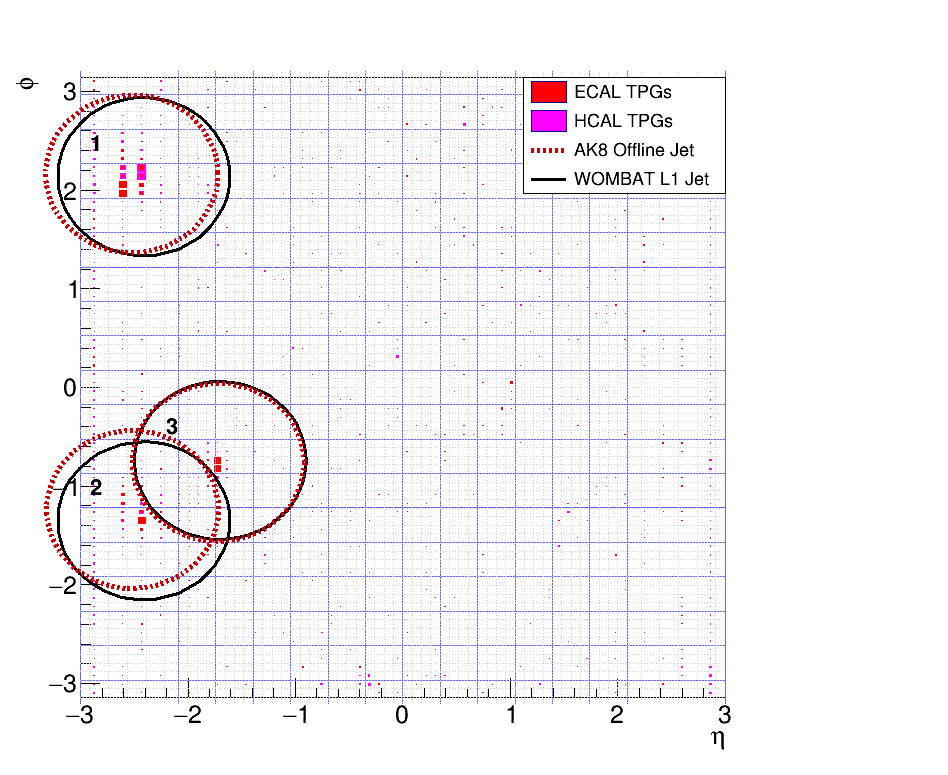 ϕ
3
ECAL TPGs
HCAL TPGs
AK8 Offline Jet
WOMBAT L1 Jet
1
2
1
0
3
−1
2
−2
−3
−3 −2 −1 0 1 2 3
η